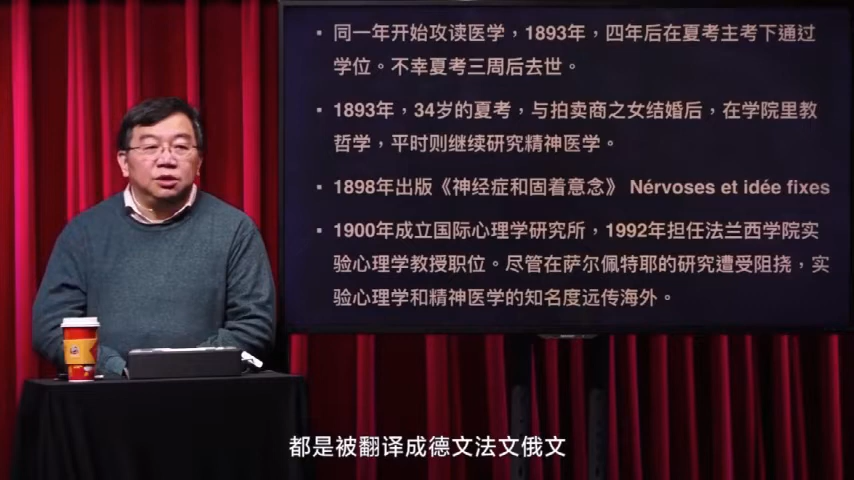 ▪ 同一年开始攻读医学，1893年，四年后在夏考主考下通过
学位。不幸夏考三周后去世。
▪ 1893年，34岁的夏考，与拍卖商之女结婚后，在学院里教
哲学，平时则继续研究精神医学。
▪ 1898年出版《神经症和固着意念》 Nérvoses et idée fixes
▪ 1900年成立国际心理学研究所，1992年担任法兰西学院实
验心理学教授职位。尽管在萨尔佩特耶的研究遭受阻挠，实
验心理学和精神医学的知名度远传海外。
都是被翻译成德文法文俄文